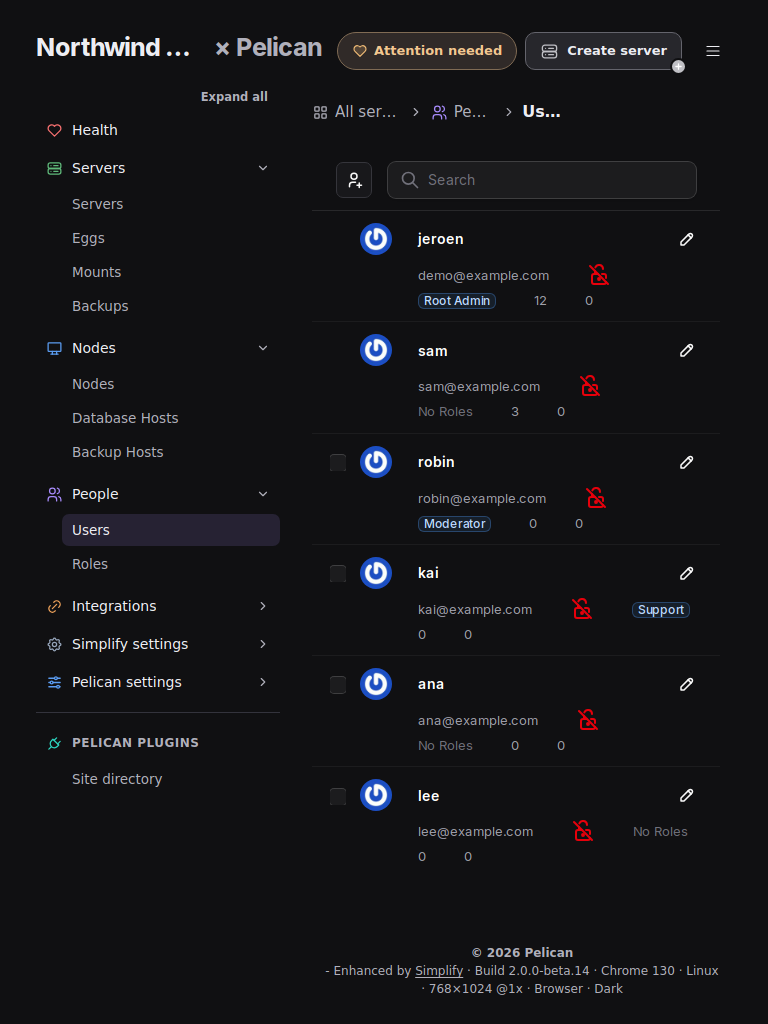 Northwind ... × Pelican
Attention needed
Create server
Expand all
All ser...
Pe...
Us...
Health
Servers
Servers
Eggs
Mounts
Backups
Nodes
Nodes
Database Hosts
Backup Hosts
People
Users
Roles
Integrations
Simplify settings
Pelican settings
PELICAN PLUGINS
Site directory
Search
jeroen
demo@example.com
Root Admin 12 0
sam
sam@example.com
No Roles 3 0
robin
robin@example.com
Moderator 0 0
kai
kai@example.com Support
0 0
ana
ana@example.com
No Roles 0 0
lee
lee@example.com No Roles
0 0
© 2026 Pelican
- Enhanced by Simplify · Build 2.0.0-beta.14 · Chrome 130 · Linux
· 768×1024 @1x · Browser · Dark